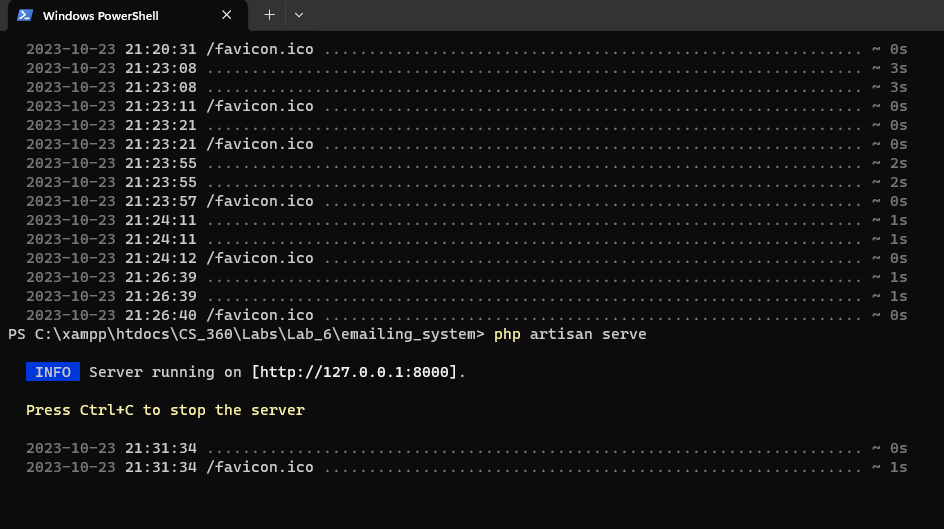 Windows PowerShell
2023-10-23 21:20:31 /favicon.ico ............................................................ ~ 0s
2023-10-23 21:23:08 ......................................................................... ~ 3s
2023-10-23 21:23:08 ......................................................................... ~ 3s
2023-10-23 21:23:11 /favicon.ico ............................................................ ~ 0s
2023-10-23 21:23:21 ......................................................................... ~ 0s
2023-10-23 21:23:21 /favicon.ico ............................................................ ~ 0s
2023-10-23 21:23:55 ......................................................................... ~ 2s
2023-10-23 21:23:55 ......................................................................... ~ 2s
2023-10-23 21:23:57 /favicon.ico ............................................................ ~ 0s
2023-10-23 21:24:11 ......................................................................... ~ 1s
2023-10-23 21:24:11 ......................................................................... ~ 1s
2023-10-23 21:24:12 /favicon.ico ............................................................ ~ 0s
2023-10-23 21:26:39 ......................................................................... ~ 1s
2023-10-23 21:26:39 ......................................................................... ~ 1s
2023-10-23 21:26:40 /favicon.ico ............................................................ ~ 0s
PS C:\xampp\htdocs\CS_360\Labs\Lab_6\emailing_system> php artisan serve
INFO Server running on [http://127.0.0.1:8000].
Press Ctrl+C to stop the server
2023-10-23 21:31:34 ......................................................................... ~ 0s
2023-10-23 21:31:34 /favicon.ico ............................................................ ~ 1s